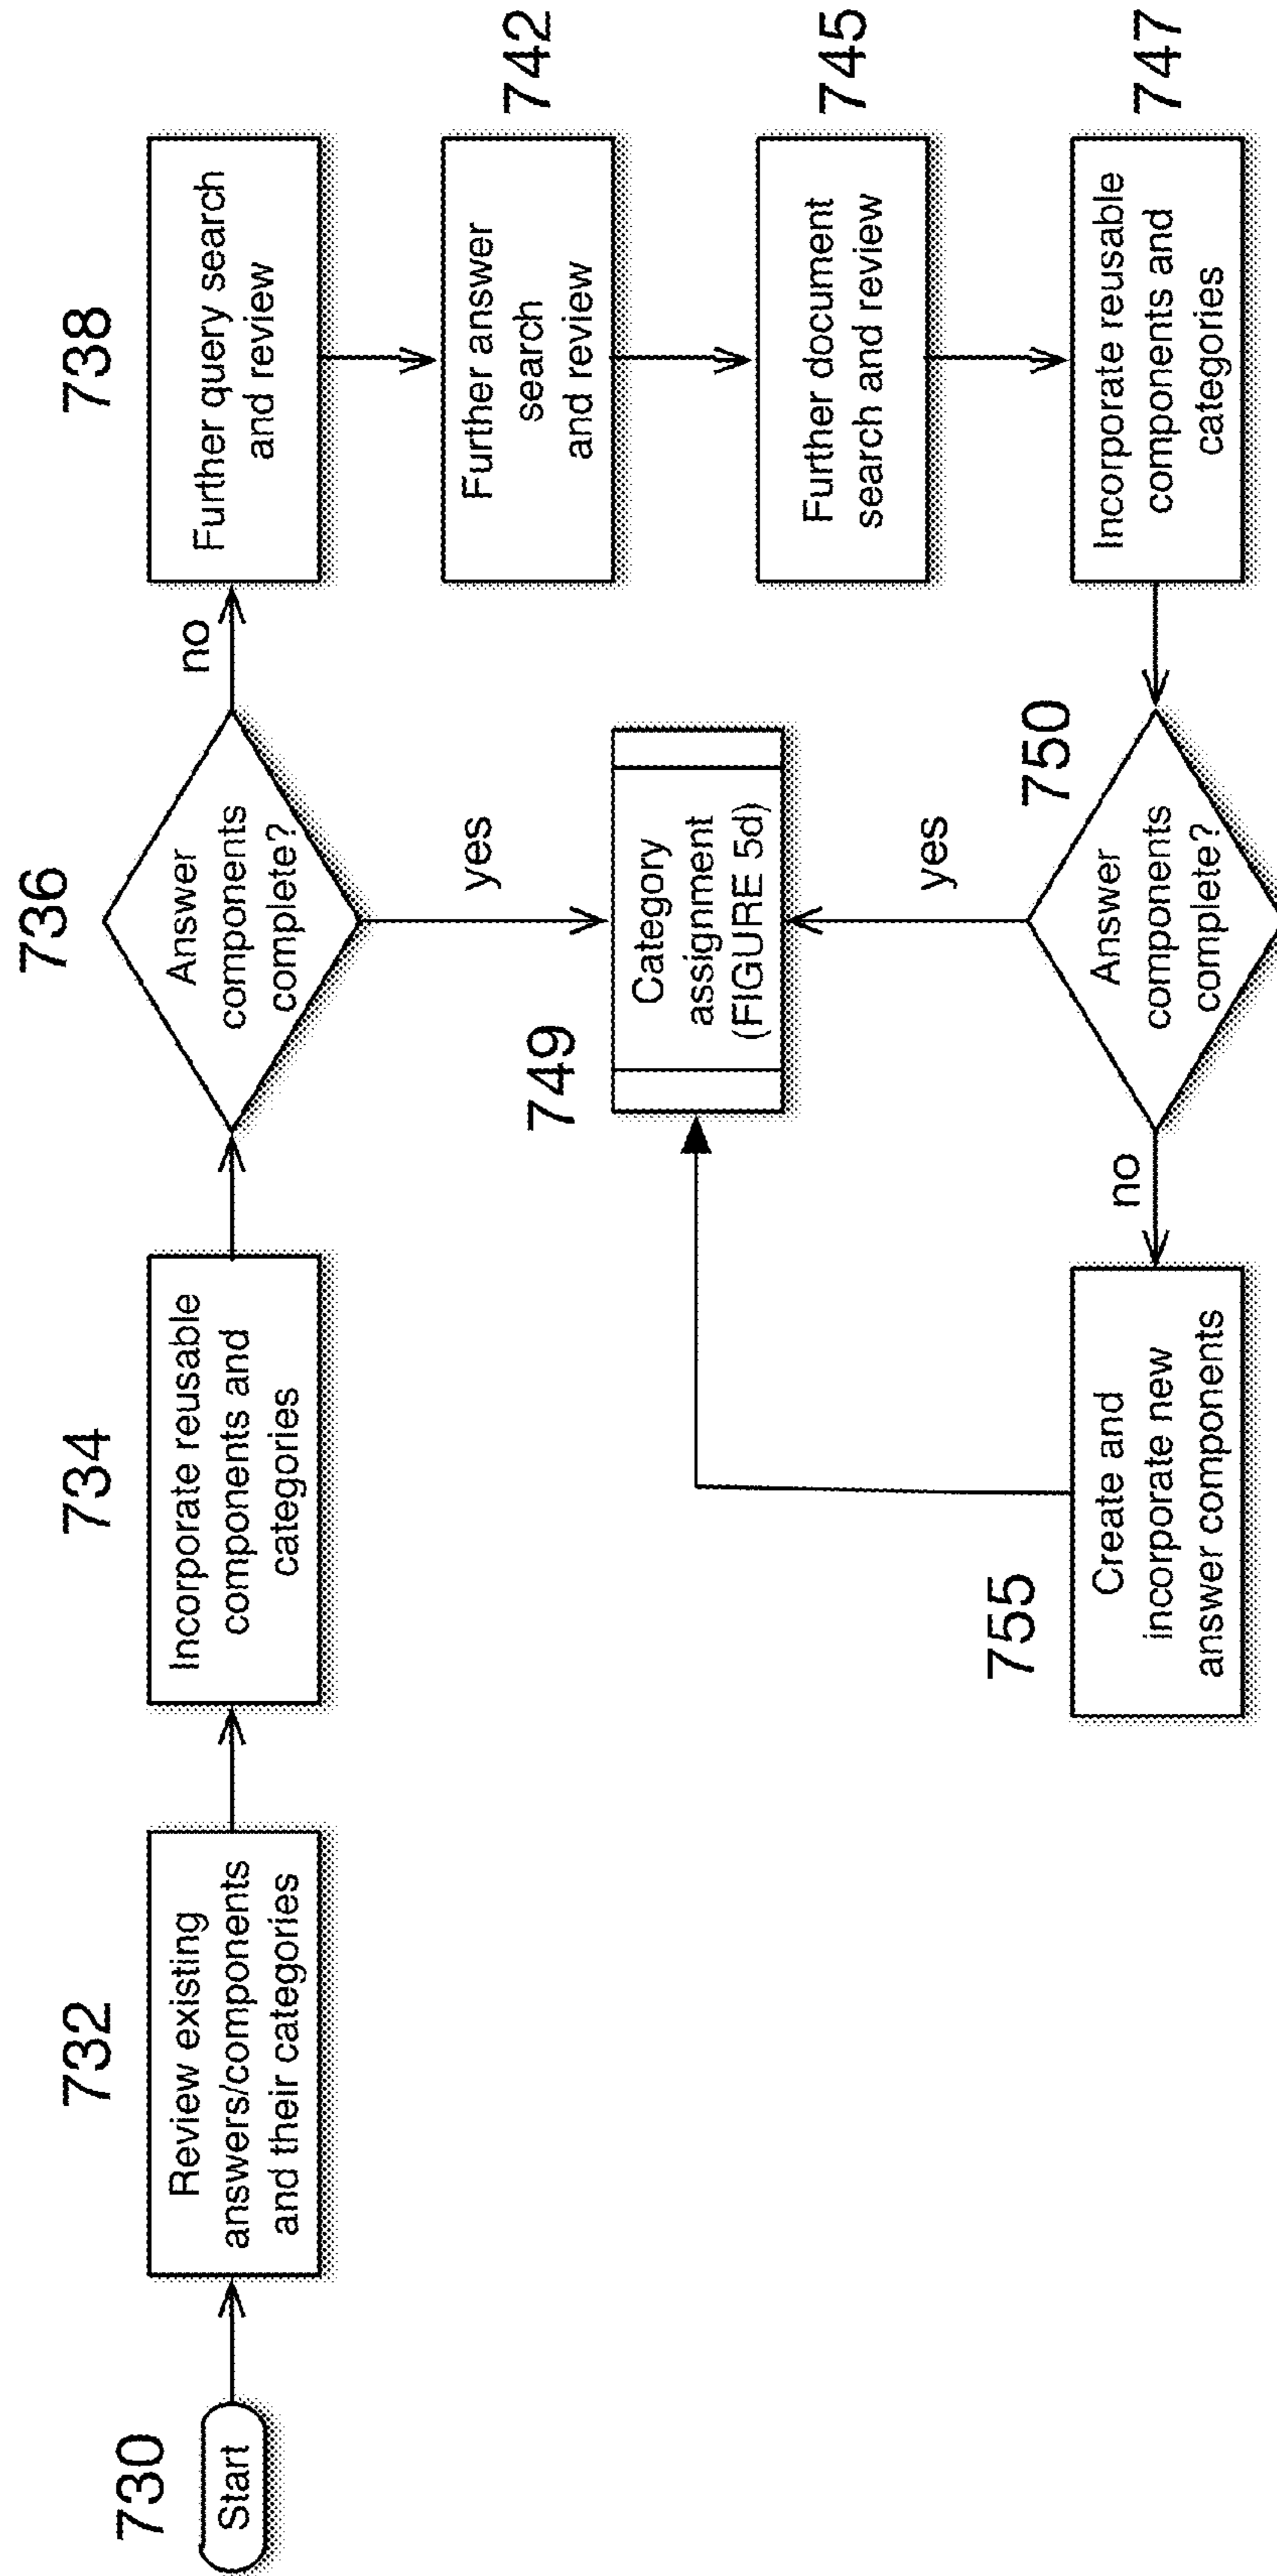 730
Start
732
Review existing
answers/components
and their categories
734
Incorporate reusable
components and
categories
736
Answer
components
complete?
no
yes
738
Further query search
and review
742
Further answer
search
and review
745
Further document
search and review
747
Incorporate reusable
components and
categories
749
Category
assignment
(FIGURE 5d)
750
Answer
components
complete?
yes
no
755
Create and
incorporate new
answer components